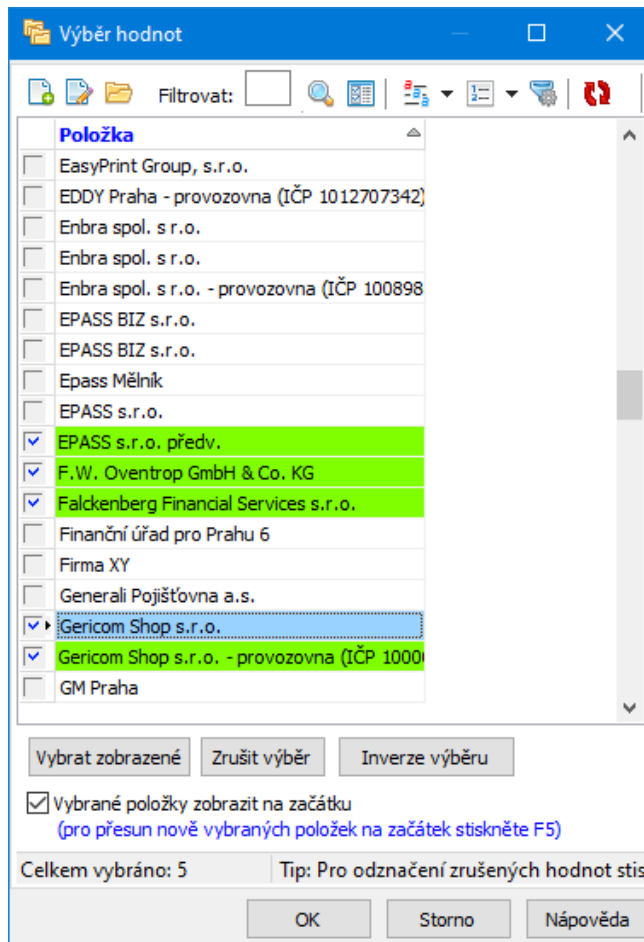 Výběr hodnot
Filtrovat:
Položka
EasyPrint Group, s.r.o.
EDDY Praha - provozovna (IČP 1012707342)
Enbra spol. s r.o.
Enbra spol. s r.o.
Enbra spol. s r.o. - provozovna (IČP 100898
EPASS BIZ s.r.o.
EPASS BIZ s.r.o.
Epass Mělník
EPASS s.r.o.
EPASS s.r.o. předv.
F.W. Oventrop GmbH & Co. KG
Falckenberg Financial Services s.r.o.
Finanční úřad pro Prahu 6
Firma XY
Generali Pojišťovna a.s.
Gericom Shop s.r.o.
Gericom Shop s.r.o. - provozovna (IČP 1000
GM Praha
Vybrat zobrazené Zrušit výběr Inverze výběru
Vybrané položky zobrazit na začátku
(pro přesun nově vybraných položek na začátek stiskněte F5)
Celkem vybráno: 5 Tip: Pro odznačení zrušených hodnot stis
OK Storno Nápověda